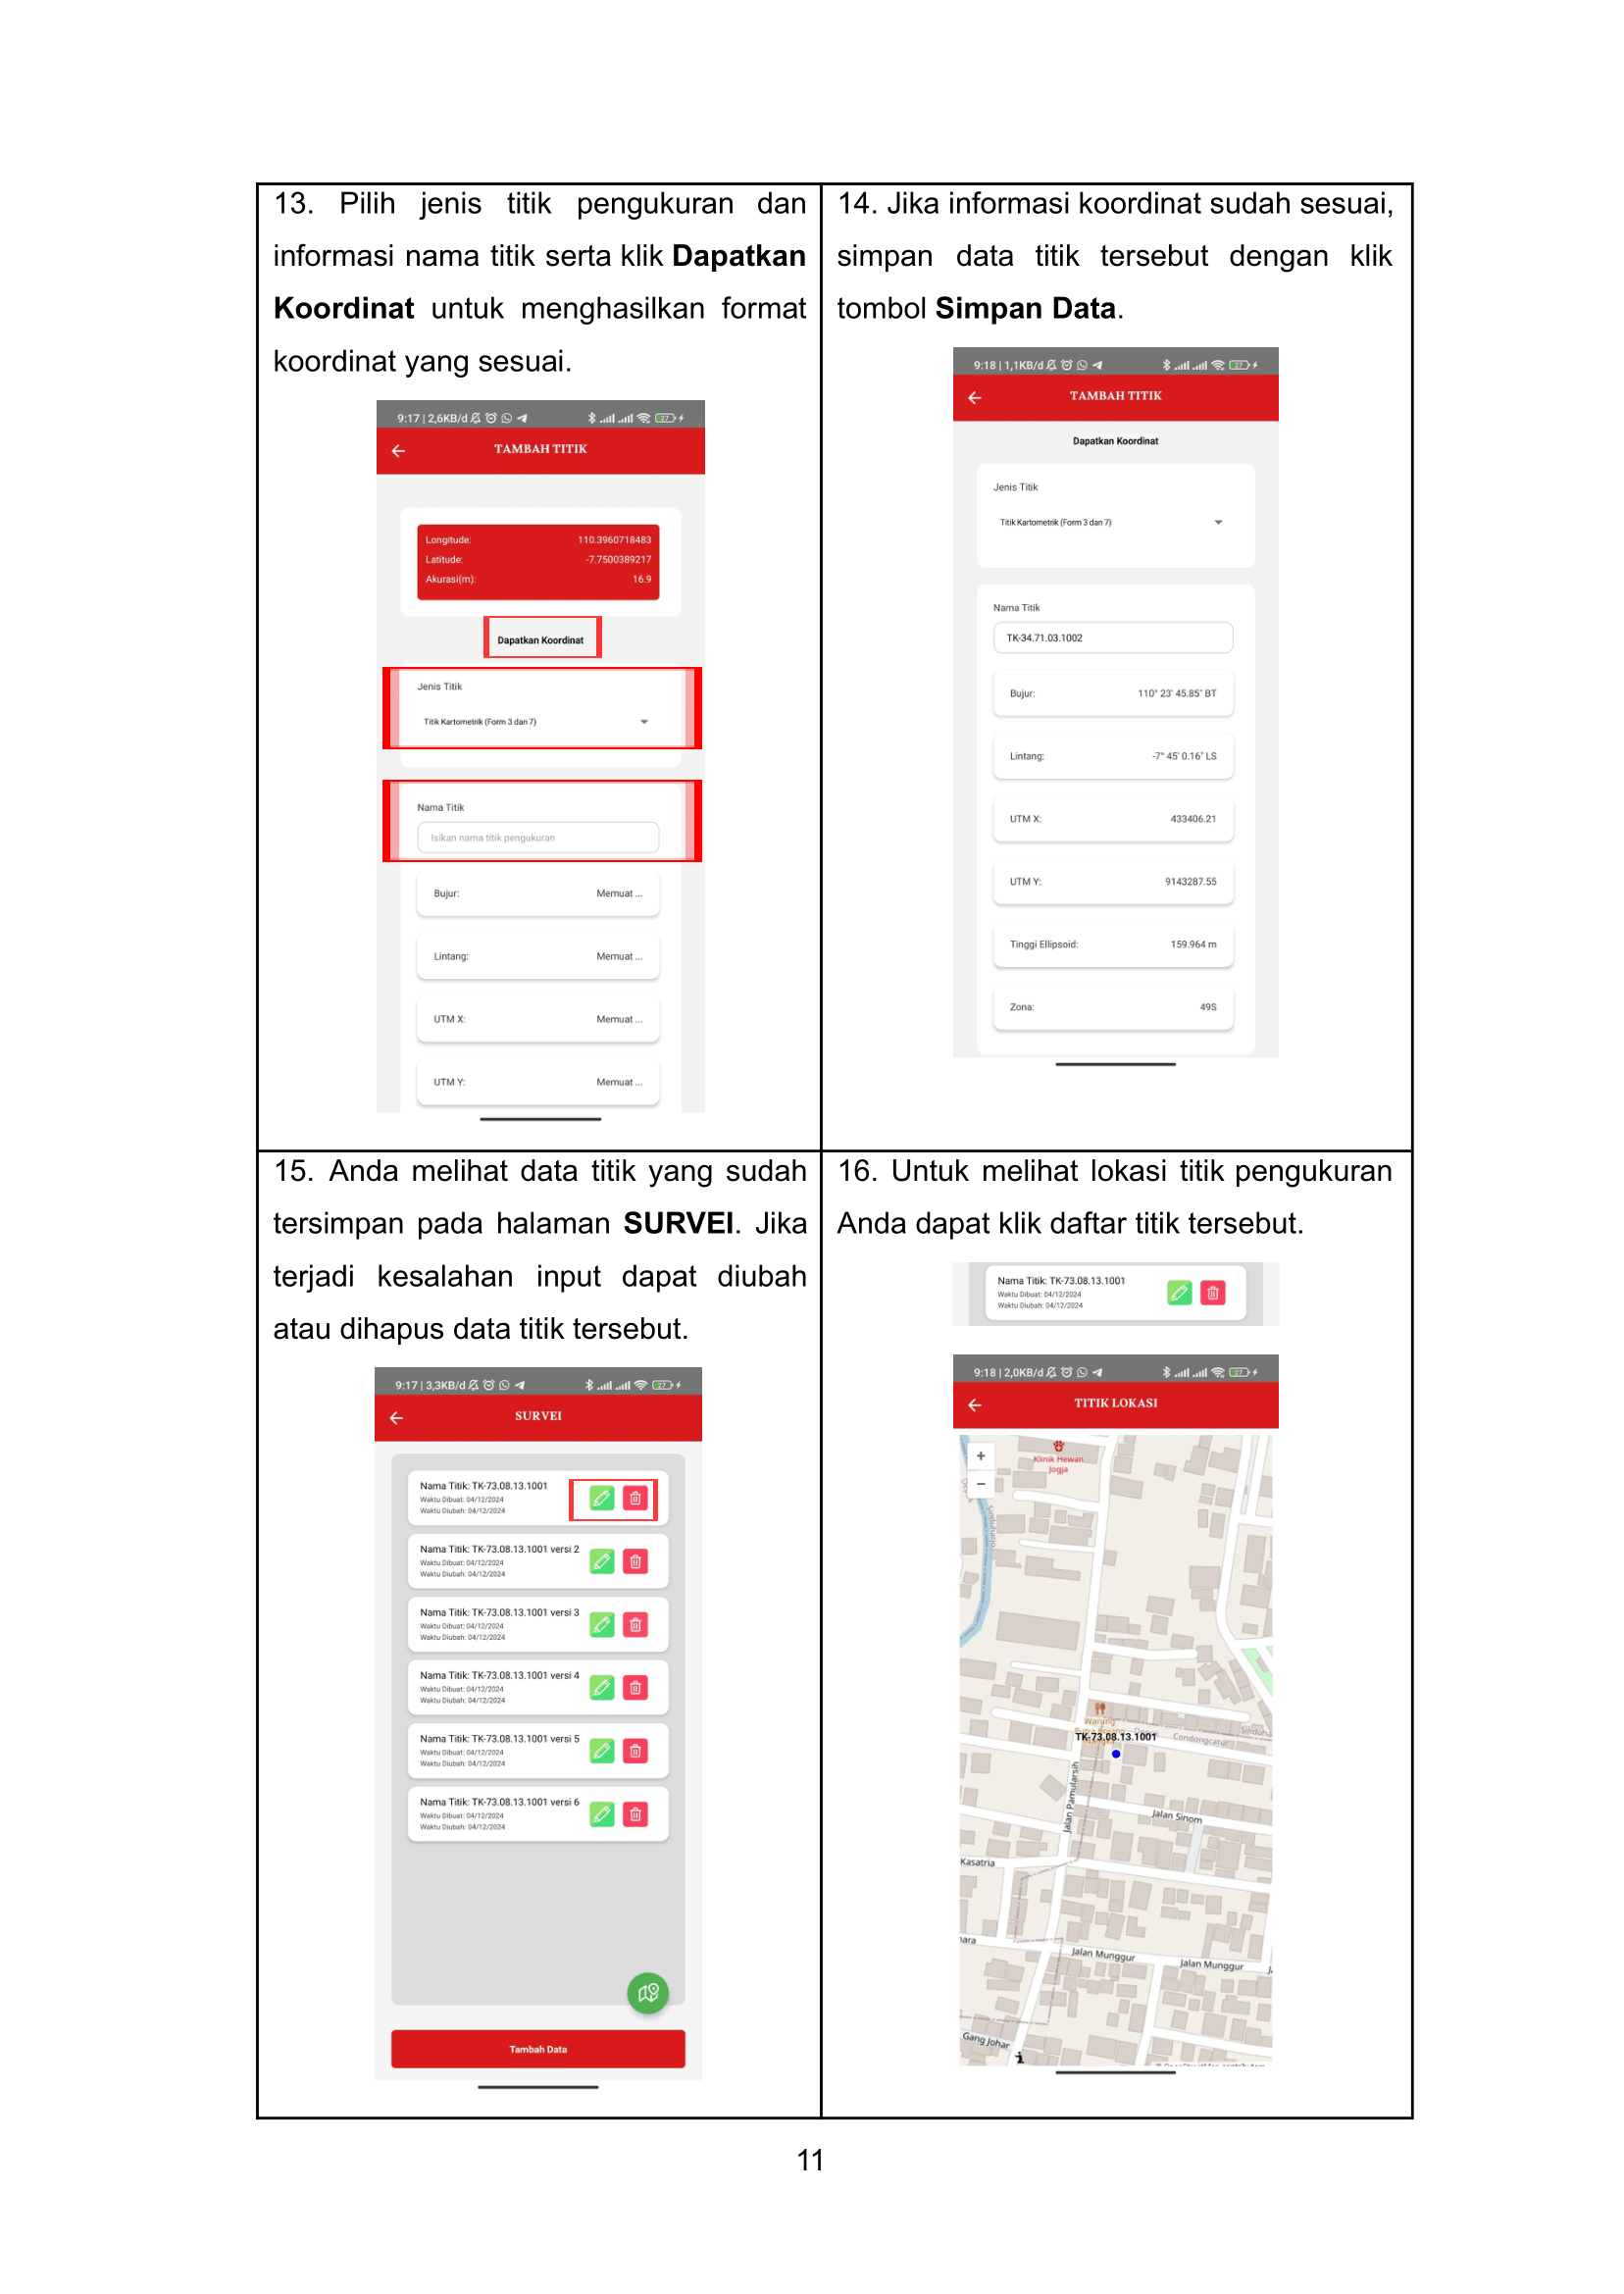 13. Pilih jenis titik pengukuran dan
informasi nama titik serta klik Dapatkan
Koordinat untuk menghasilkan format
koordinat yang sesuai.
9:17 | 2,6KB/d
27
TAMBAH TITIK
Longitude: 110.3960718483
Latitude: -7.7500389217
Akurasi(m): 16.9
Dapatkan Koordinat
Jenis Titik
Titik Kartometrik (Form 3 dan 7)
Nama Titik
Isikan nama titik pengukuran
Bujur: Memuat ...
Lintang: Memuat ...
UTM X: Memuat ...
UTM Y: Memuat ...
14. Jika informasi koordinat sudah sesuai,
simpan data titik tersebut dengan klik
tombol Simpan Data.
9:18 | 1,1KB/d
27
TAMBAH TITIK
Dapatkan Koordinat
Jenis Titik
Titik Kartometrik (Form 3 dan 7)
Nama Titik
TK-34.71.03.1002
Bujur: 110° 23' 45.85" BT
Lintang: -7° 45' 0.16" LS
UTM X: 433406.21
UTM Y: 9143287.55
Tinggi Ellipsoid: 159.964 m
Zona: 49S
15. Anda melihat data titik yang sudah
tersimpan pada halaman SURVEI. Jika
terjadi kesalahan input dapat diubah
atau dihapus data titik tersebut.
9:17 | 3,3KB/d
27
SURVEI
Nama Titik: TK-73.08.13.1001
Waktu Dibuat: 04/12/2024
Waktu Diubah: 04/12/2024
Nama Titik: TK-73.08.13.1001 versi 2
Waktu Dibuat: 04/12/2024
Waktu Diubah: 04/12/2024
Nama Titik: TK-73.08.13.1001 versi 3
Waktu Dibuat: 04/12/2024
Waktu Diubah: 04/12/2024
Nama Titik: TK-73.08.13.1001 versi 4
Waktu Dibuat: 04/12/2024
Waktu Diubah: 04/12/2024
Nama Titik: TK-73.08.13.1001 versi 5
Waktu Dibuat: 04/12/2024
Waktu Diubah: 04/12/2024
Nama Titik: TK-73.08.13.1001 versi 6
Waktu Dibuat: 04/12/2024
Waktu Diubah: 04/12/2024
Tambah Data
16. Untuk melihat lokasi titik pengukuran
Anda dapat klik daftar titik tersebut.
Nama Titik: TK-73.08.13.1001
Waktu Dibuat: 04/12/2024
Waktu Diubah: 04/12/2024
9:18 | 2,0KB/d
27
TITIK LOKASI
+
−
Klinik Hewan
Jogja
Sinduharjo
Warung
TK-73.08.13.1001
Condongcatur
Sinduha
Jalan Pamularsih
Jalan Sinom
Kasatria
nara
Jalan Munggur
Jalan Munggur
Gang Johar
11